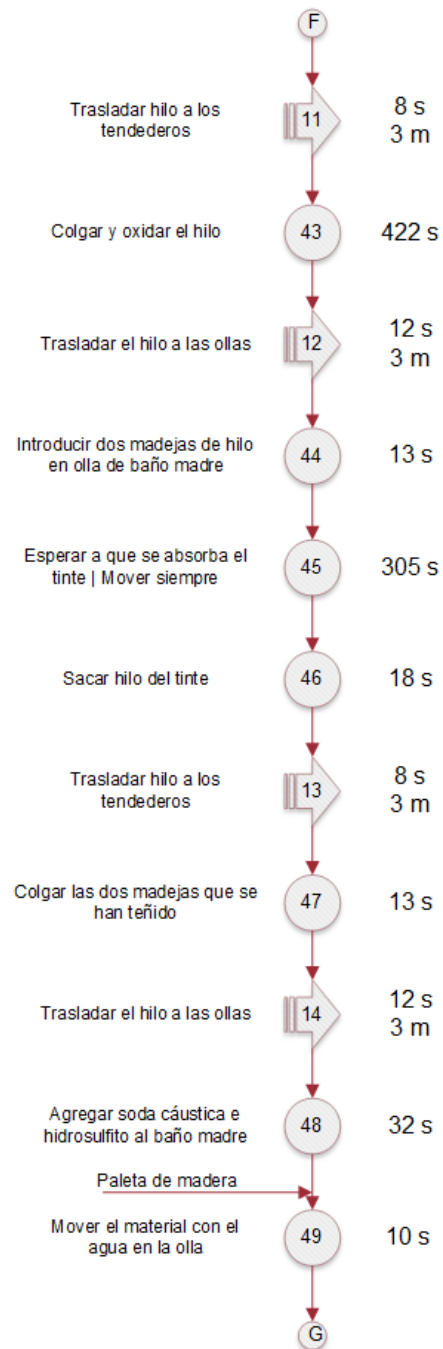 F
Trasladar hilo a los
tendederos
11
8 s
3 m
Colgar y oxidar el hilo
43
422 s
Trasladar el hilo a las ollas
12
12 s
3 m
Introducir dos madejas de hilo
en olla de baño madre
44
13 s
Esperar a que se absorba el
tinte | Mover siempre
45
305 s
Sacar hilo del tinte
46
18 s
Trasladar hilo a los
tendederos
13
8 s
3 m
Colgar las dos madejas que se
han teñido
47
13 s
Trasladar el hilo a las ollas
14
12 s
3 m
Agregar soda cáustica e
hidrosulfito al baño madre
48
32 s
Paleta de madera
Mover el material con el
agua en la olla
49
10 s
G